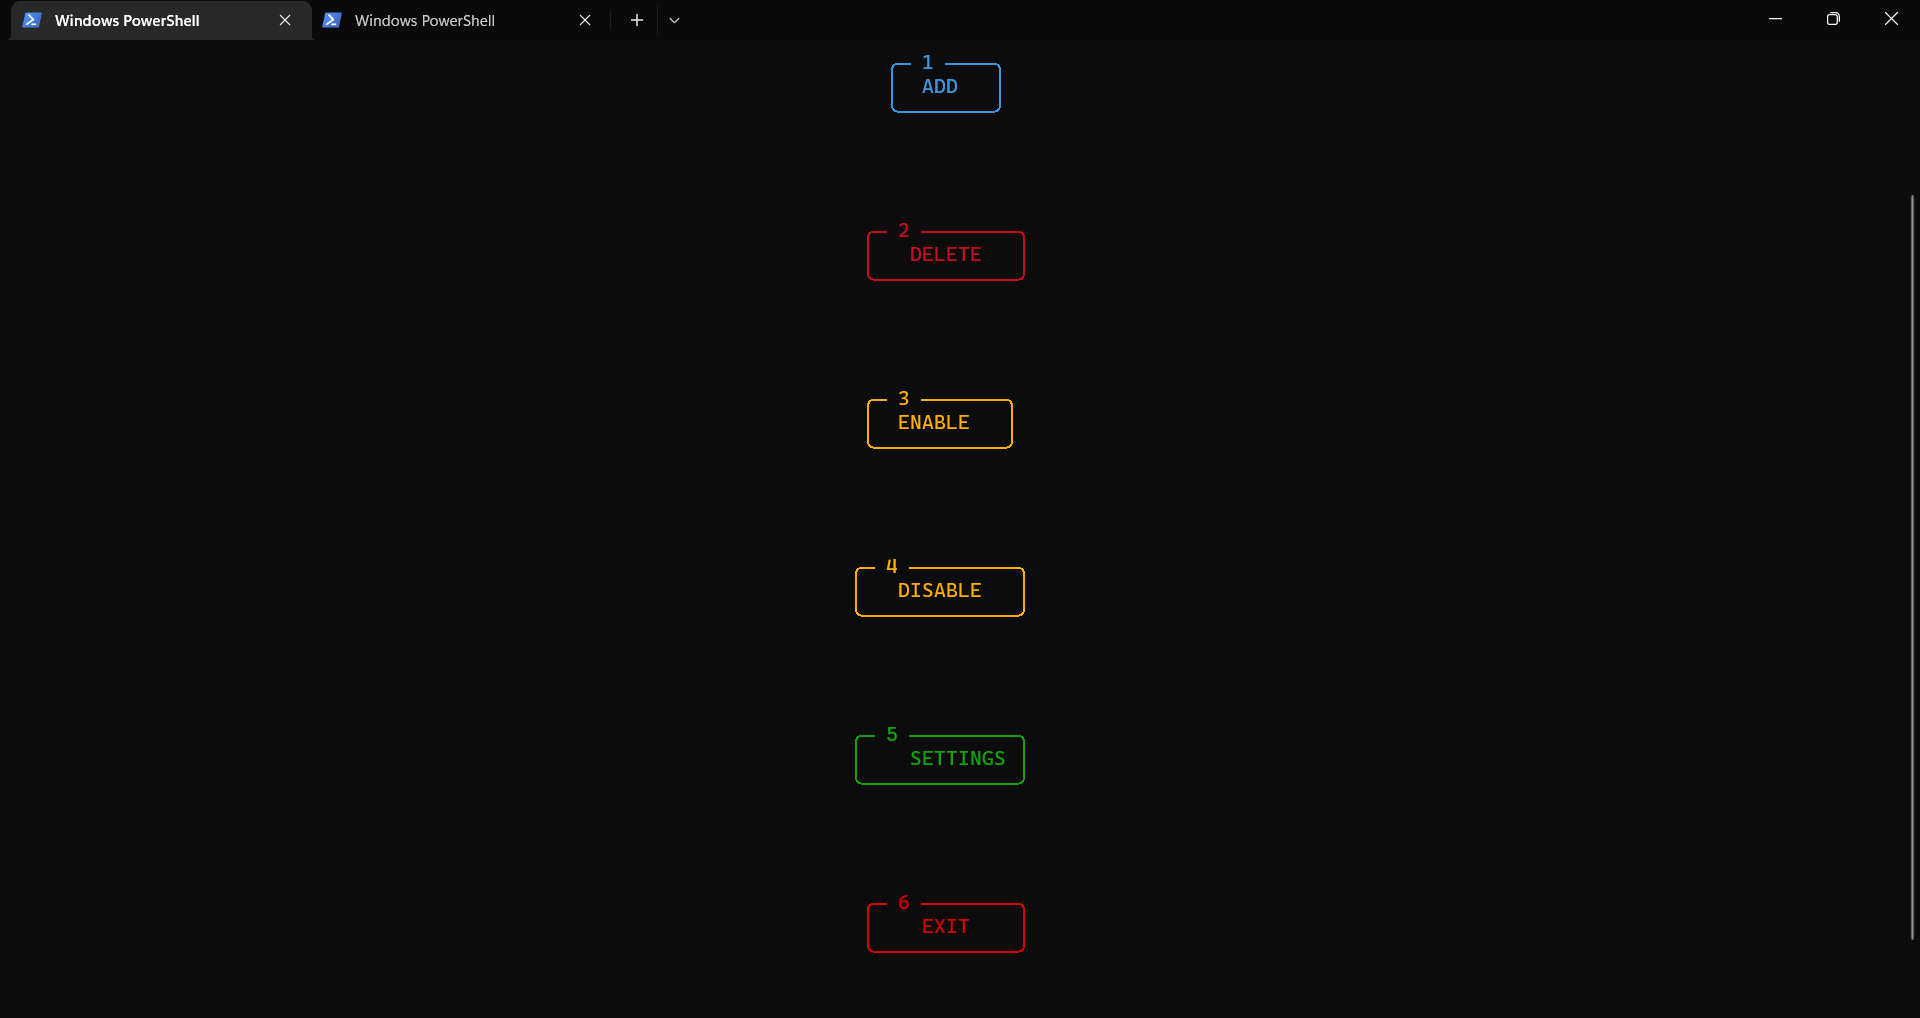 Windows PowerShell
Windows PowerShell
1
ADD
2
DELETE
3
ENABLE
4
DISABLE
5
SETTINGS
6
EXIT